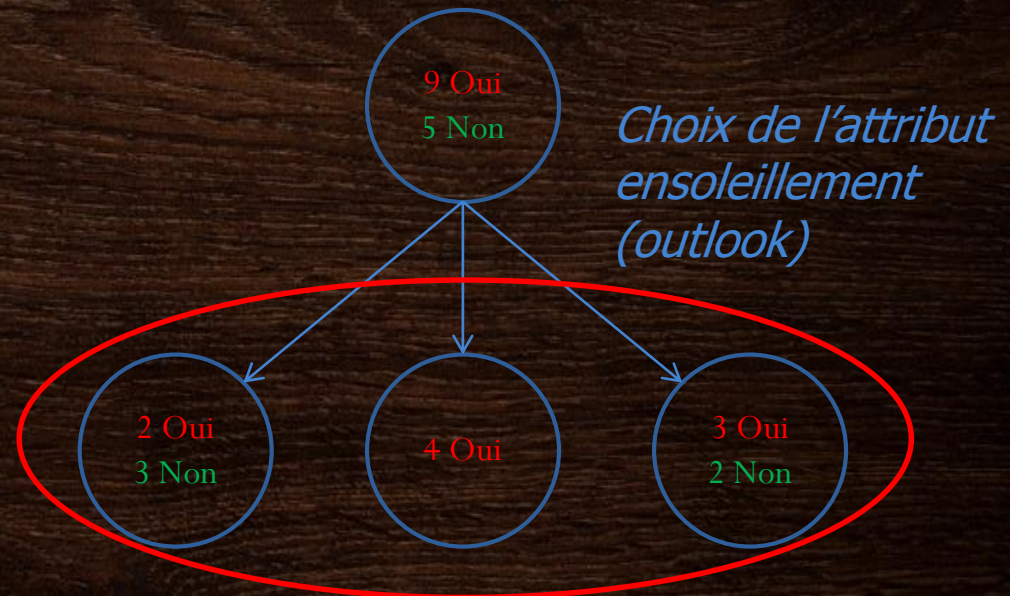 9 Oui
5 Non
Choix de l’attribut
ensoleillement
(outlook)
2 Oui
3 Non
4 Oui
3 Oui
2 Non